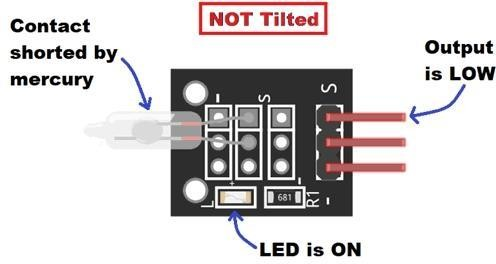 NOT Tilted
Contact
shorted by
mercury
Output
is LOW
-
S
S
+
L
681
R1
-
-
LED is ON